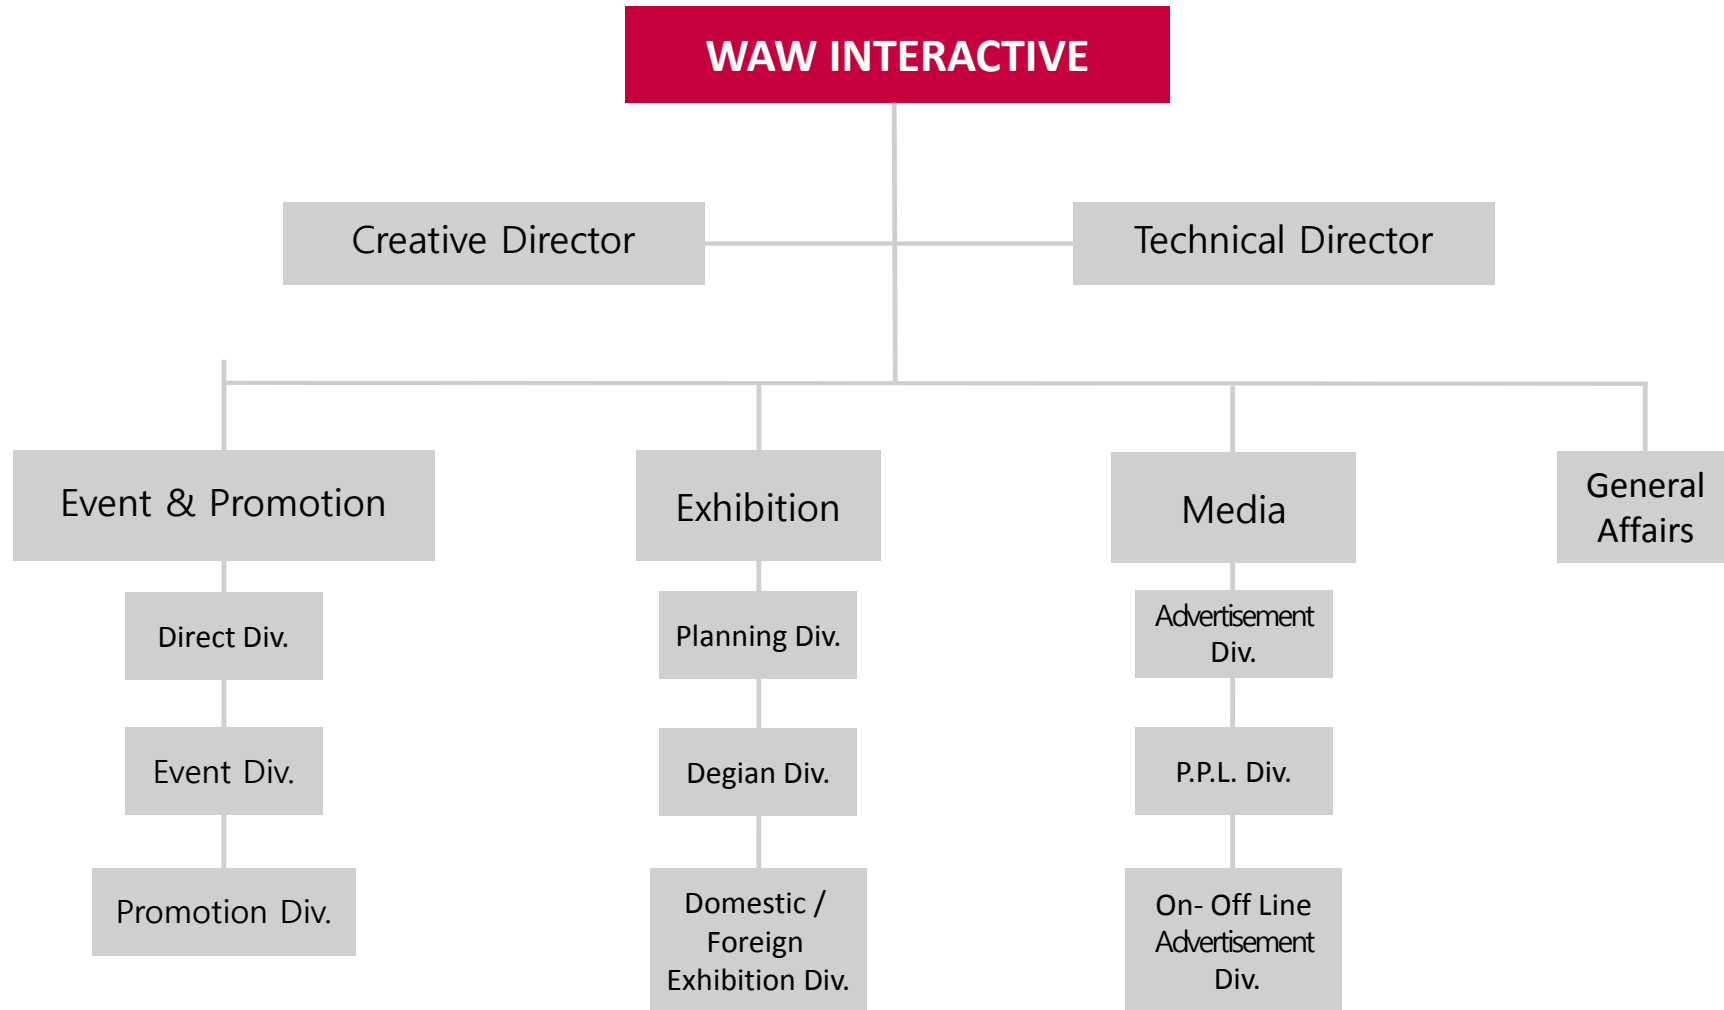 WAW INTERACTIVE
Creative Director
Technical Director
Event & Promotion
Exhibition
Media
General
Affairs
Direct Div.
Planning Div.
Advertisement
Div.
Event Div.
Degian Div.
P.P.L. Div.
Promotion Div.
Domestic /
Foreign
Exhibition Div.
On- Off Line
Advertisement
Div.